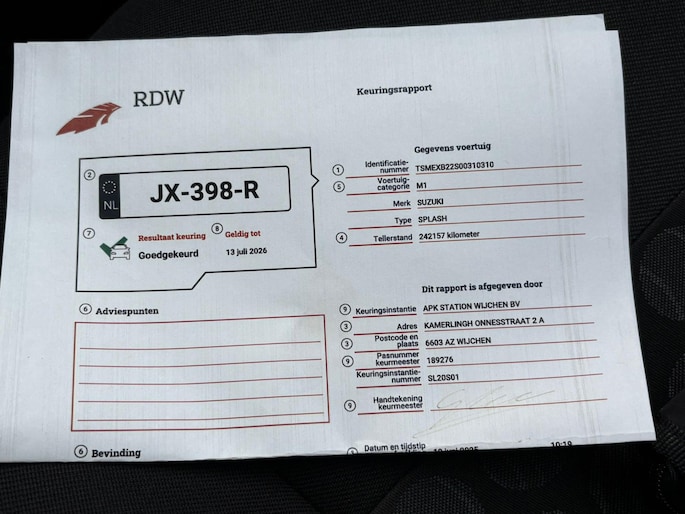 RDW
Keuringsrapport
2
NL
JX-398-R
7
Resultaat keuring
Goedgekeurd
8
Geldig tot
13 juli 2026
Gegevens voertuig
1 Identificatie-
nummer TSMEXB22S00310310
5 Voertuig-
categorie M1
Merk SUZUKI
Type SPLASH
4 Tellerstand 242157 kilometer
6 Adviespunten
Dit rapport is afgegeven door
9 Keuringsinstantie APK STATION WIJCHEN BV
3 Adres KAMERLINGH ONNESSTRAAT 2 A
3 Postcode en
plaats 6603 AZ WIJCHEN
9 Pasnummer
keurmeester 189276
Keuringsinstantie-
nummer SL20S01
9 Handtekening
keurmeester
6 Bevinding
Datum en tijdstip
10:19